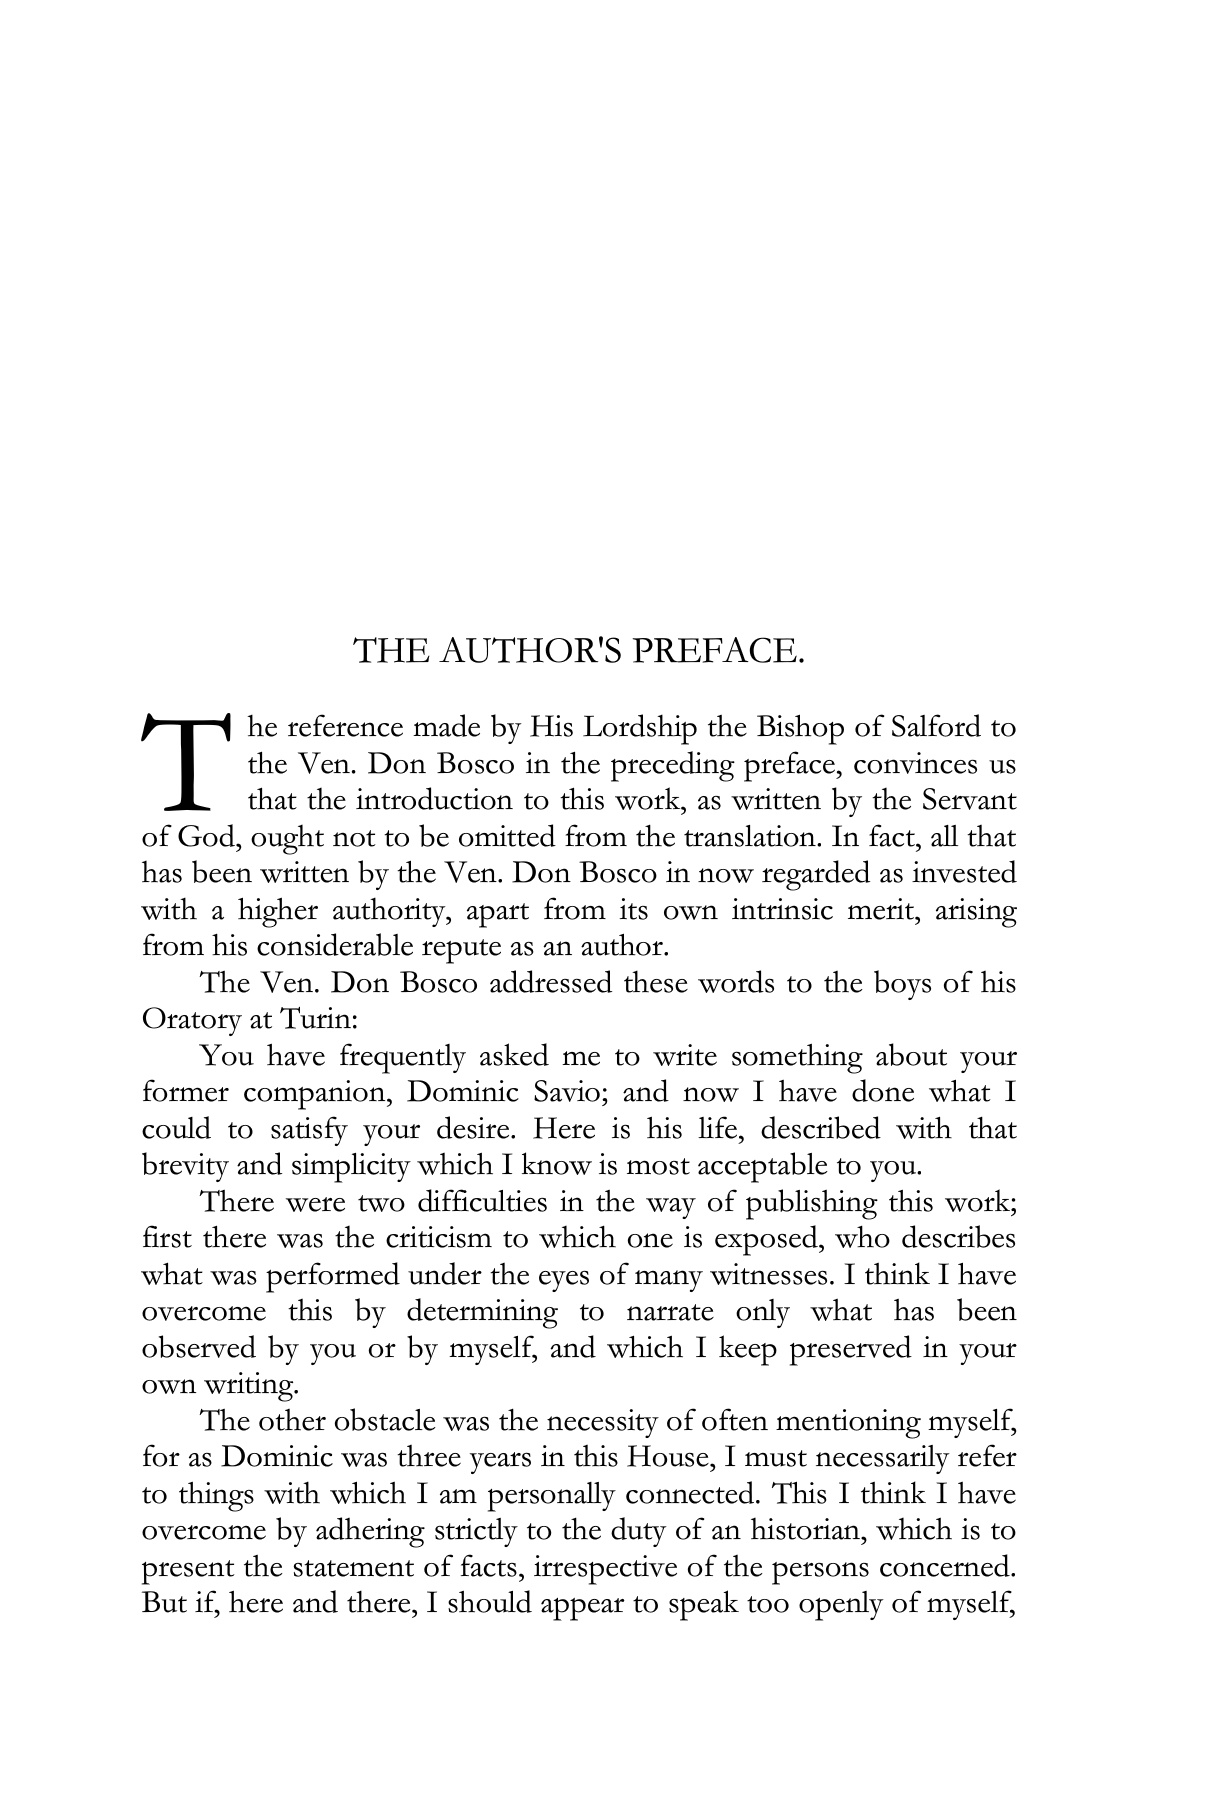 THE AUTHOR'S PREFACE.
The reference made by His Lordship the Bishop of Salford to
the Ven. Don Bosco in the preceding preface, convinces us
that the introduction to this work, as written by the Servant
of God, ought not to be omitted from the translation. In fact, all that
has been written by the Ven. Don Bosco in now regarded as invested
with a higher authority, apart from its own intrinsic merit, arising
from his considerable repute as an author.
The Ven. Don Bosco addressed these words to the boys of his
Oratory at Turin:
You have frequently asked me to write something about your
former companion, Dominic Savio; and now I have done what I
could to satisfy your desire. Here is his life, described with that
brevity and simplicity which I know is most acceptable to you.
There were two difficulties in the way of publishing this work;
first there was the criticism to which one is exposed, who describes
what was performed under the eyes of many witnesses. I think I have
overcome this by determining to narrate only what has been
observed by you or by myself, and which I keep preserved in your
own writing.
The other obstacle was the necessity of often mentioning myself,
for as Dominic was three years in this House, I must necessarily refer
to things with which I am personally connected. This I think I have
overcome by adhering strictly to the duty of an historian, which is to
present the statement of facts, irrespective of the persons concerned.
But if, here and there, I should appear to speak too openly of myself,